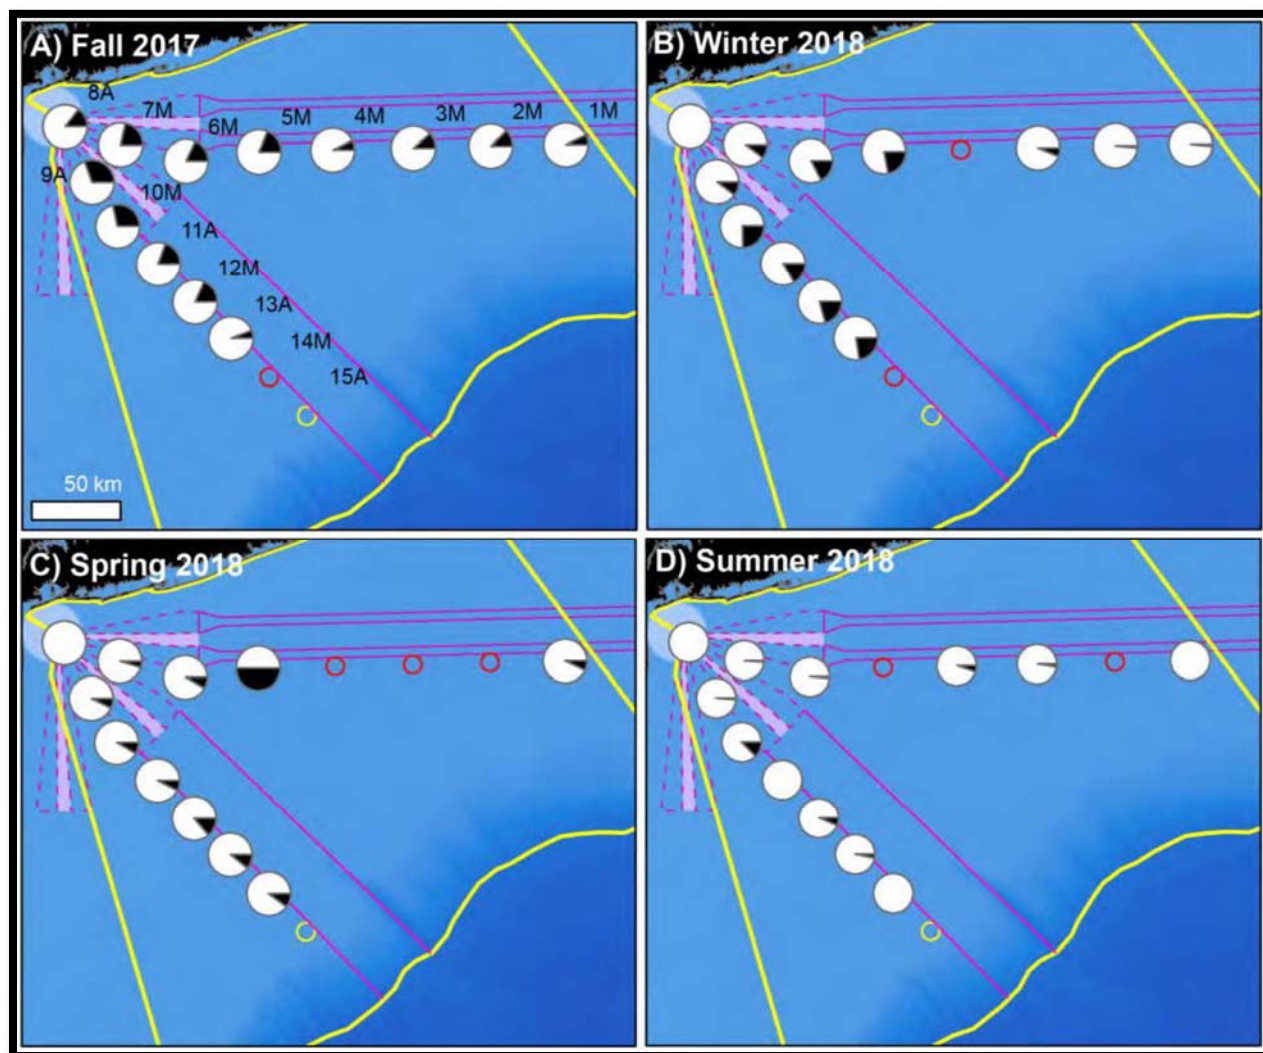 A) Fall 2017
8A
7M
6M
5M
4M
3M
2M
1M
9A
10M
11A
12M
13A
14M
15A
50 km
B) Winter 2018
C) Spring 2018
D) Summer 2018